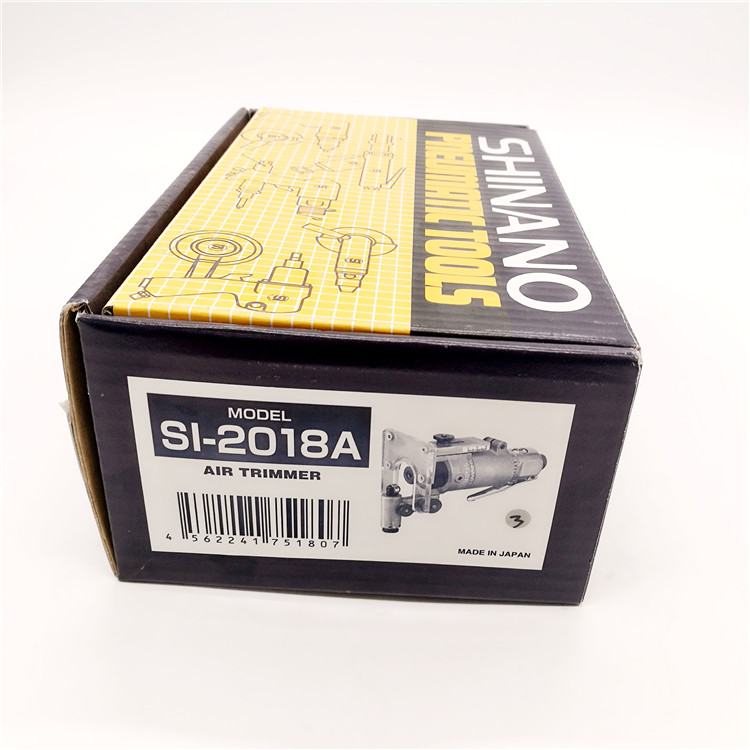 SHINANO
PNEUMATIC TOOLS
MODEL
SI-2018A
AIR TRIMMER
4 562241 751807
3
MADE IN JAPAN